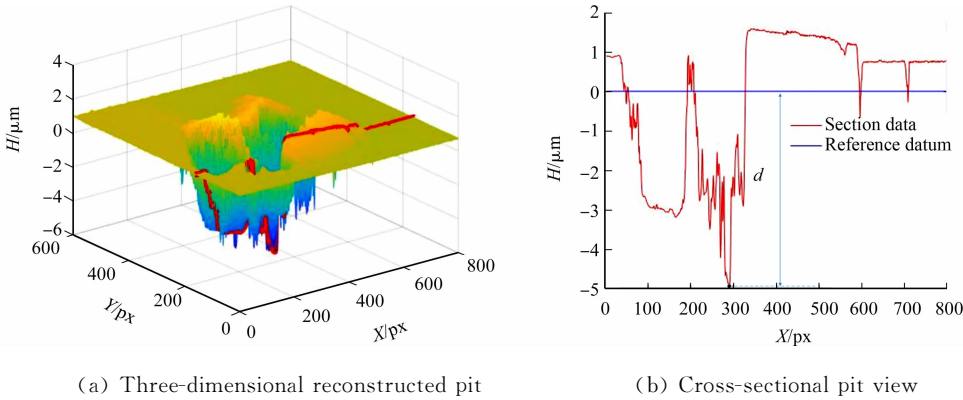 4
2
0
−2
−4
−6
H/μm
600
400
200
0
Y/px
0
200
400
600
800
X/px
(a) Three-dimensional reconstructed pit
2
1
0
−1
−2
−3
−4
−5
H/μm
Section data
Reference datum
d
0 100 200 300 400 500 600 700 800
X/px
(b) Cross-sectional pit view